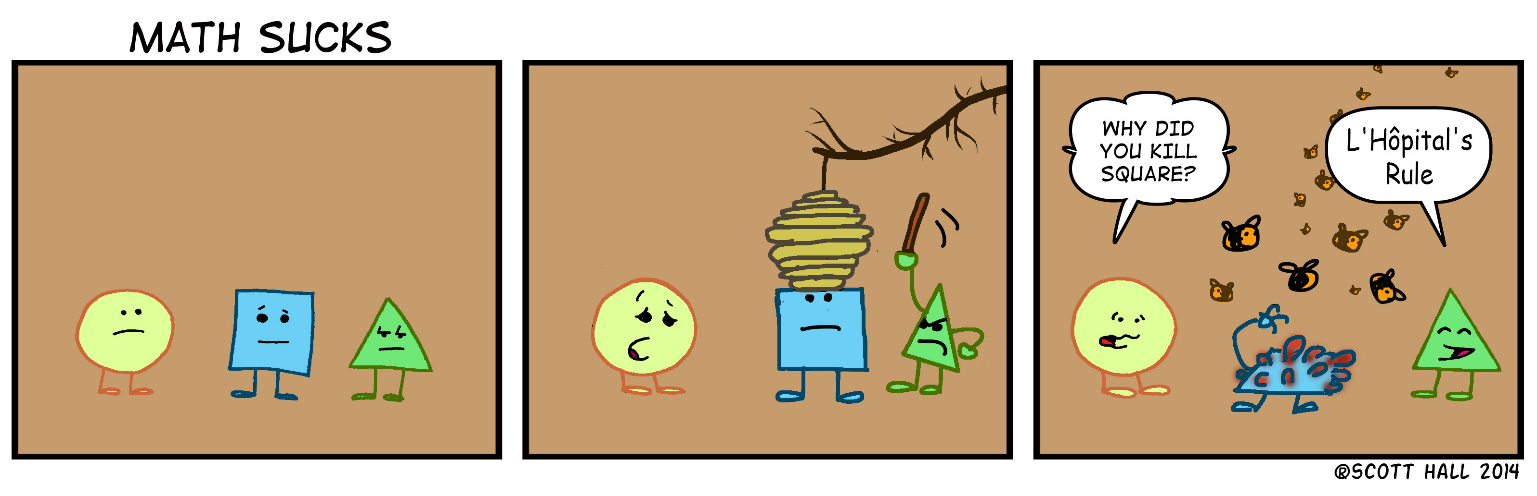 MATH SUCKS
WHY DID
YOU KILL
SQUARE?
L'Hôpital's
Rule
®SCOTT HALL 2014